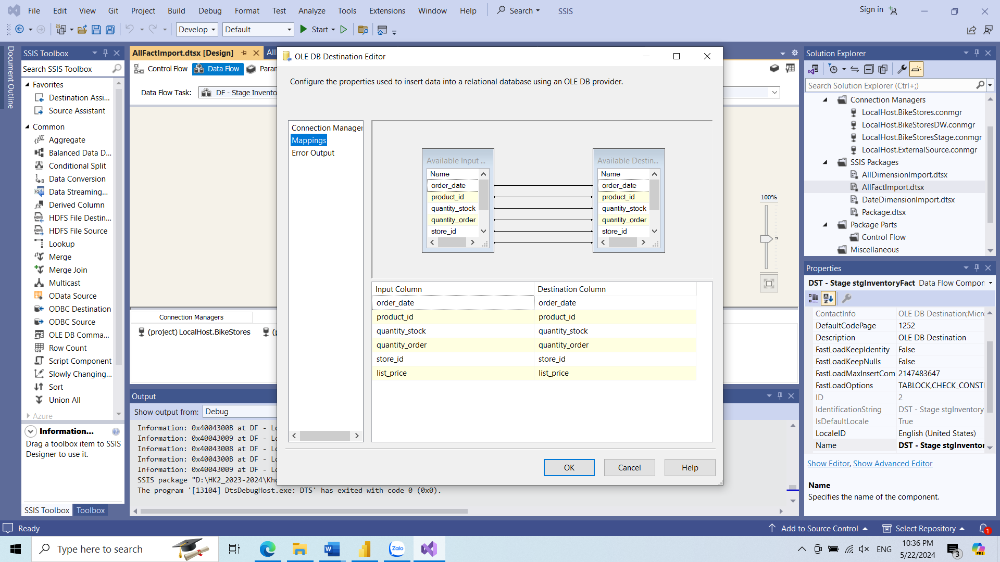 File Edit View Git Project Build Debug Format Test Analyze Tools Extensions Window Help Search SSIS Sign in
Develop Default Start
Document Outline
SSIS Toolbox
Search SSIS Toolbox
Favorites
Destination Assi...
Source Assistant
Common
Aggregate
Balanced Data D...
Conditional Split
Data Conversion
Data Streaming...
Derived Column
HDFS File Destin...
HDFS File Source
Lookup
Merge
Merge Join
Multicast
OData Source
ODBC Destination
ODBC Source
OLE DB Comma...
Row Count
Script Component
Slowly Changing...
Sort
Union All
Azure
Information...
Drag a toolbox item to SSIS
Designer to use it.
SSIS Toolbox Toolbox
AllFactImport.dtsx [Design] All
Control Flow Data Flow Paran
Data Flow Task: DF - Stage Invento
100%
Connection Managers
(project) LocalHost.BikeStores
Output
Show output from: Debug
Information: 0x4004300B at DF - Lo
Information: 0x40043009 at DF - Lo
Information: 0x40043008 at DF - Lo
Information: 0x4004300B at DF - Lo
Information: 0x40043009 at DF - Lo
SSIS package "D:\HK2_2023-2024\Kho
The program '[13104] DtsDebugHost.exe: DTS' has exited with code 0 (0x0).
OLE DB Destination Editor
Configure the properties used to insert data into a relational database using an OLE DB provider.
Connection Manager
Mappings
Error Output
Available Input ...
Name
order_date
product_id
quantity_stock
quantity_order
store_id
Available Destin...
Name
order_date
product_id
quantity_stock
quantity_order
store_id
Input Column Destination Column
order_date order_date
product_id product_id
quantity_stock quantity_stock
quantity_order quantity_order
store_id store_id
list_price list_price
OK Cancel Help
Solution Explorer
Search Solution Explorer (Ctrl+;)
Connection Managers
LocalHost.BikeStores.conmgr
LocalHost.BikeStoresDW.conmgr
LocalHost.BikeStoresStage.conmgr
LocalHost.ExternalSource.conmgr
SSIS Packages
AllDimensionImport.dtsx
AllFactImport.dtsx
DateDimensionImport.dtsx
Package.dtsx
Package Parts
Control Flow
Miscellaneous
Properties
DST - Stage stgInventoryFact Data Flow Compon
ContactInfo OLE DB Destination;Micro
DefaultCodePage 1252
Description OLE DB Destination
FastLoadKeepIdentity False
FastLoadKeepNulls False
FastLoadMaxInsertCom 2147483647
FastLoadOptions TABLOCK,CHECK_CONSTI
ID 2
IdentificationString DST - Stage stgInventory
IsDefaultLocale True
LocaleID English (United States)
Name DST - Stage stgInventor
Show Editor, Show Advanced Editor
Name
Specifies the name of the component.
Ready Add to Source Control Select Repository 1
Type here to search
Zalo
ENG
10:36 PM
5/22/2024
3
PRE